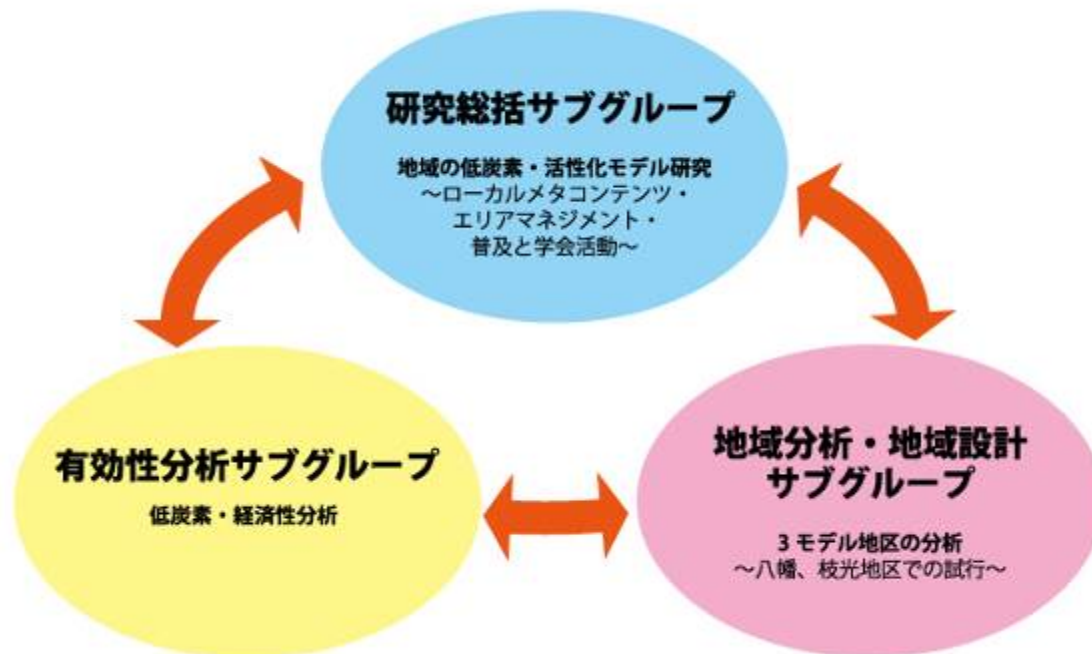 研究総括サブグループ
地域の低炭素・活性化モデル研究
～ローカルメタコンテンツ・
エリアマネジメント・
普及と学会活動～
有効性分析サブグループ
低炭素・経済性分析
地域分析・地域設計
サブグループ
3 モデル地区の分析
～八幡、枝光地区での試行～